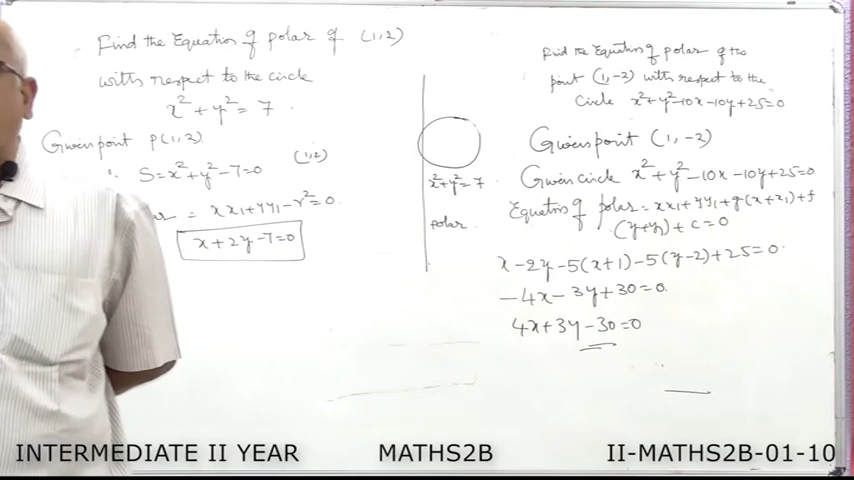 Find the Equation of polar of (1,2)
with respect to the circle
x² + y² = 7 .
Given point P(1,2)
S = x² + y² - 7 = 0 (1,2)
= xx₁ + yy₁ - r² = 0
x + 2y - 7 = 0
x² + y² = 7
polar
Find the Equation of polar of the
point (1,-2) with respect to the
Circle x² + y² - 10x - 10y + 25 = 0
Given point (1, -2)
Given circle x² + y² - 10x - 10y + 25 = 0
Equation of polar = xx₁ + yy₁ + g(x + x₁) + f
(y + y₁) + c = 0
x - 2y - 5(x + 1) - 5(y - 2) + 25 = 0
- 4x - 3y + 30 = 0
4x + 3y - 30 = 0
INTERMEDIATE II YEAR MATHS2B II-MATHS2B-01-10